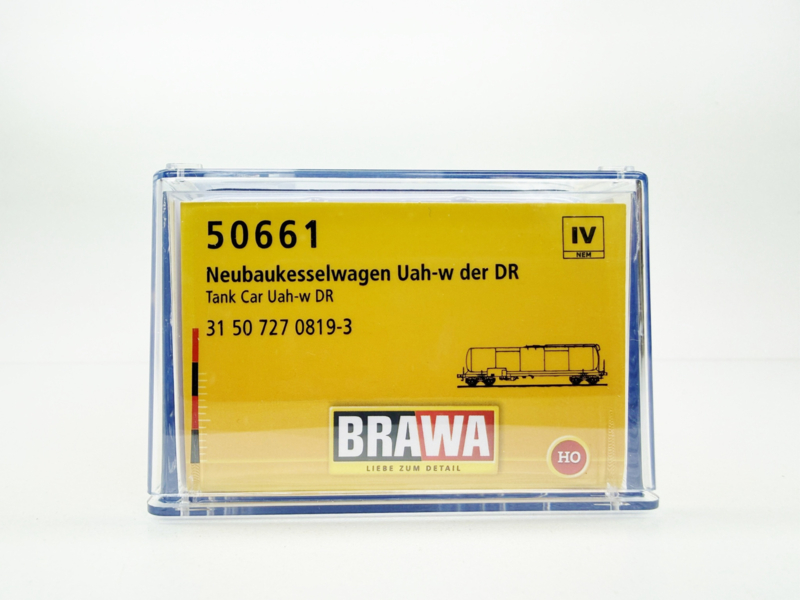 50661
IV
NEM
Neubaukesselwagen Uah-w der DR
Tank Car Uah-w DR
31 50 727 0819-3
BRAWA
LIEBE ZUM DETAIL
HO